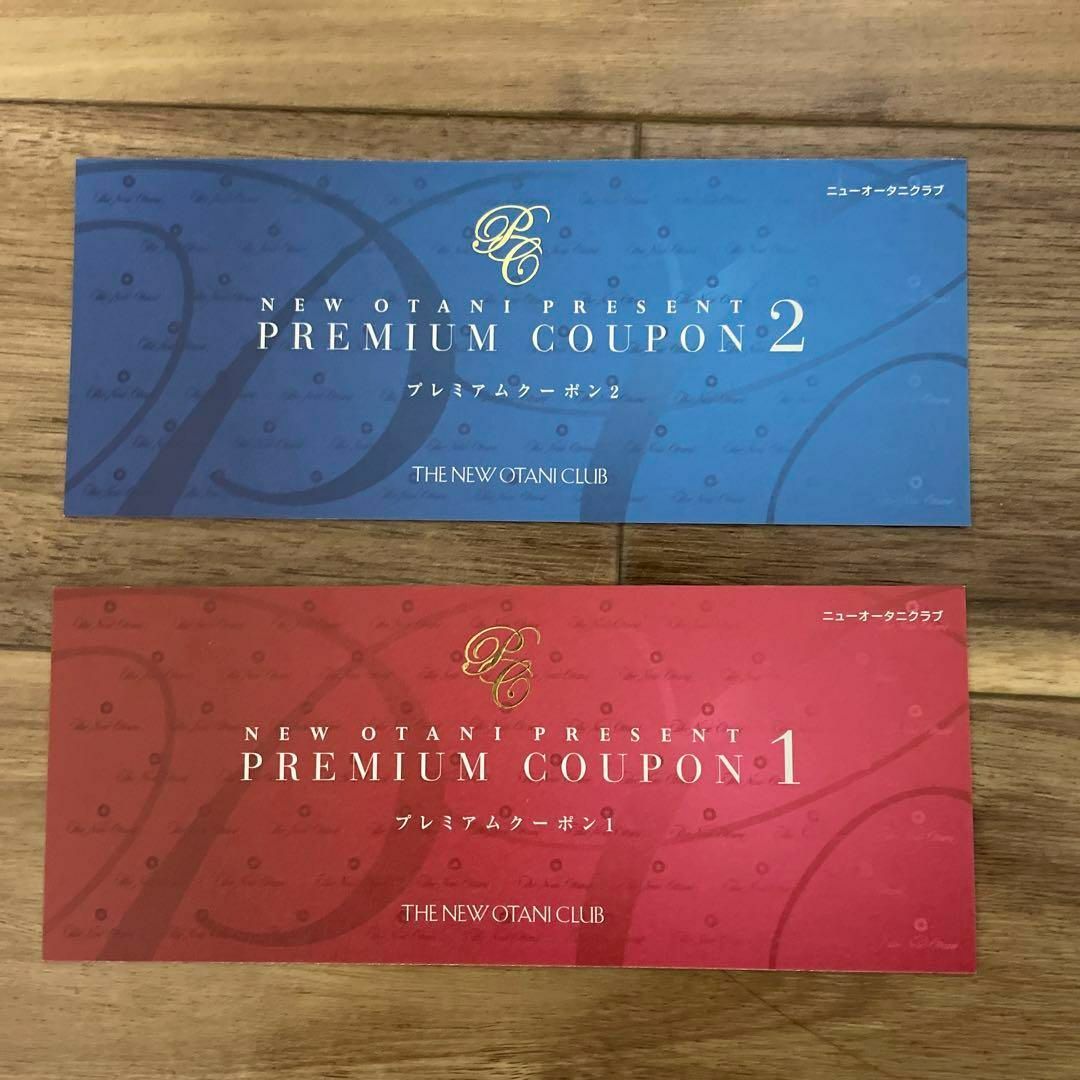 ニューオータニクラブ
PC
NEW OTANI PRESENT
PREMIUM COUPON 2
プレミアムクーポン2
THE NEW OTANI CLUB
ニューオータニクラブ
PC
NEW OTANI PRESENT
PREMIUM COUPON 1
プレミアムクーポン1
THE NEW OTANI CLUB